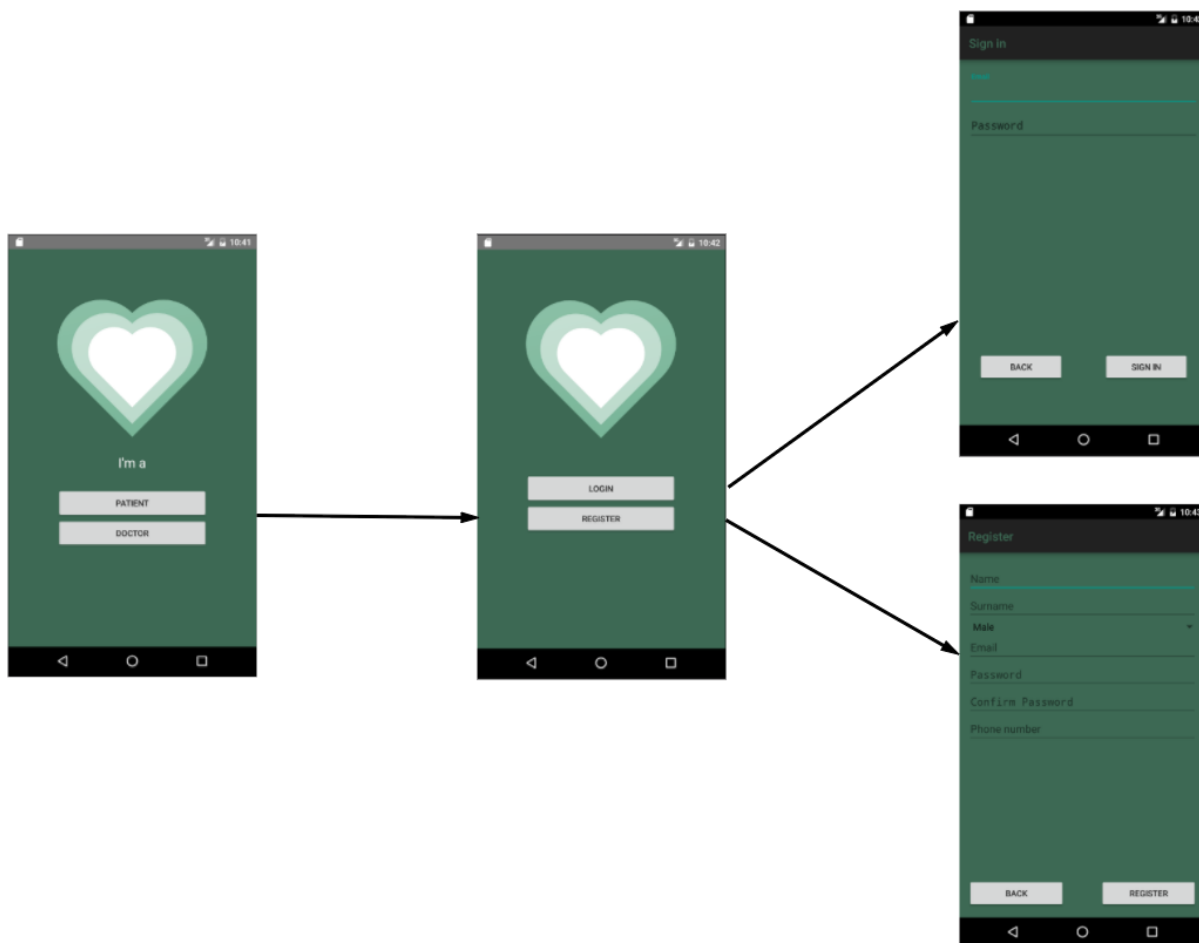 10:41
I'm a
PATIENT
DOCTOR
10:42
LOGIN
REGISTER
Sign in
Email
Password
BACK
SIGN IN
Register
Name
Surname
Male
Email
Password
Confirm Password
Phone number
BACK
REGISTER